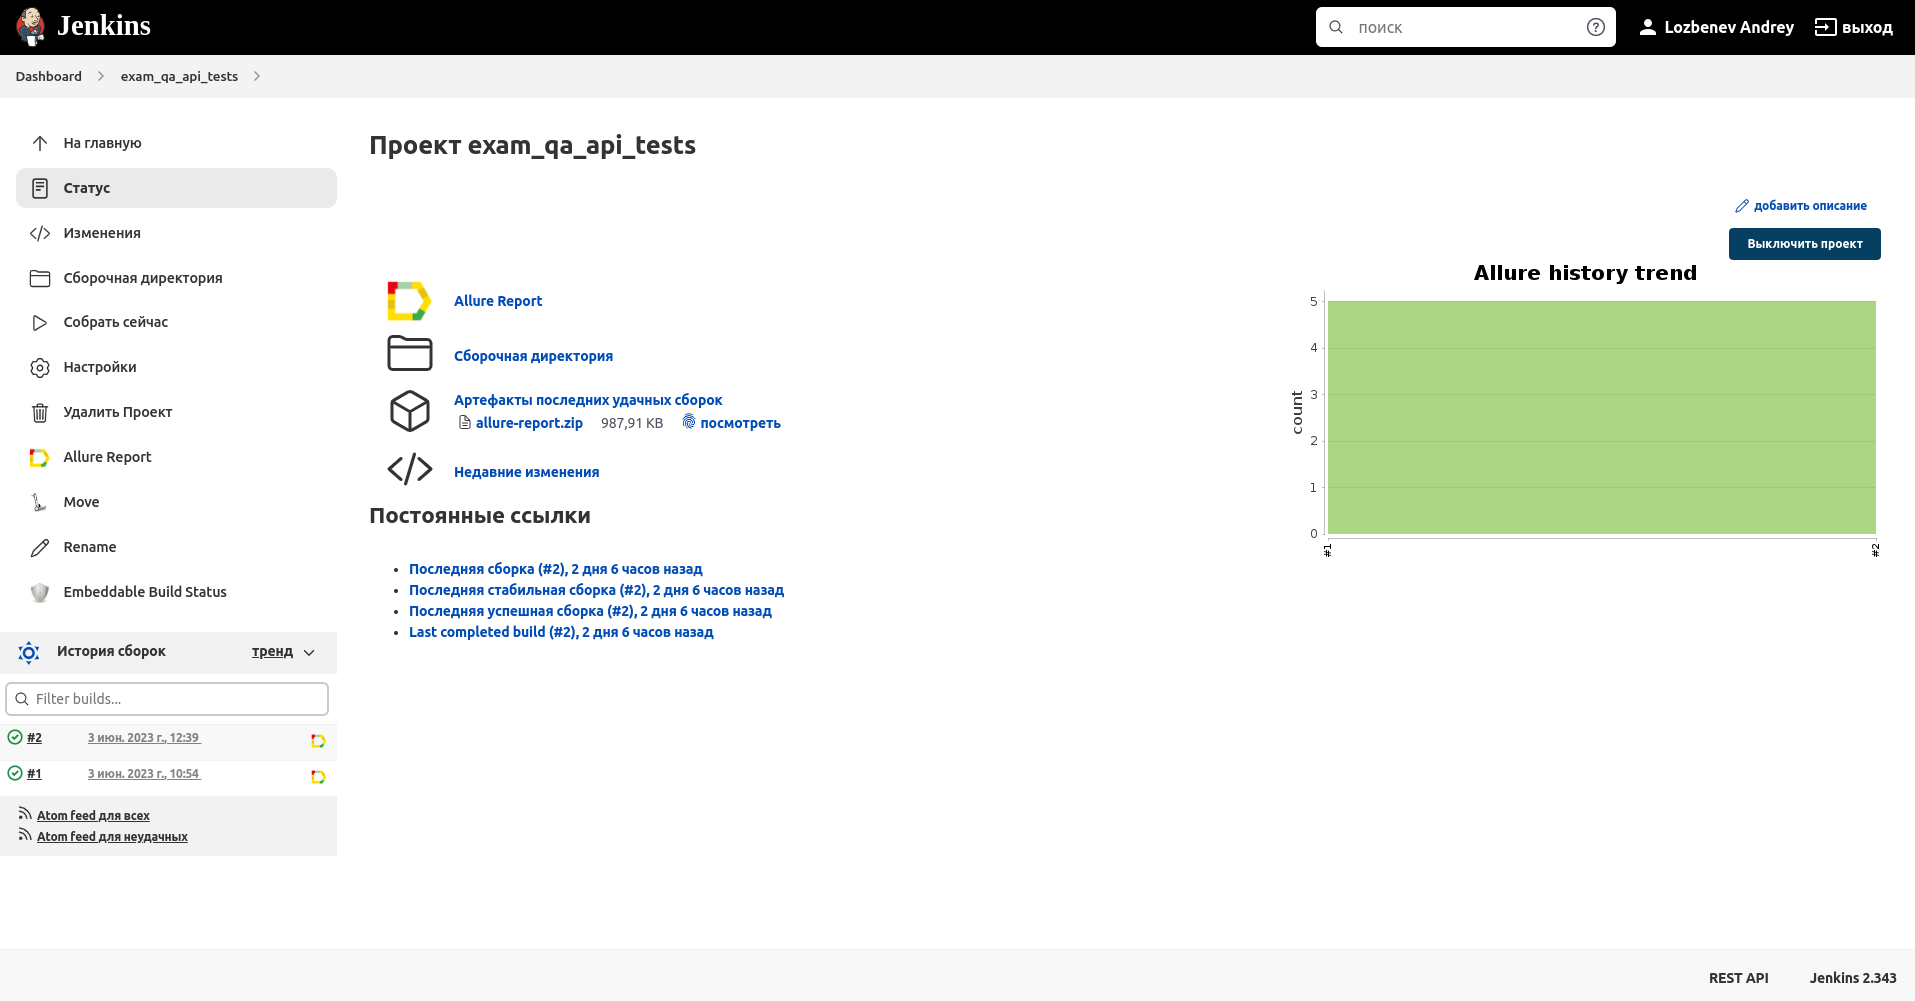 Jenkins
поиск
Lozbenev Andrey
выход
Dashboard
exam_qa_api_tests
На главную
Статус
Изменения
Сборочная директория
Собрать сейчас
Настройки
Удалить Проект
Allure Report
Move
Rename
Embeddable Build Status
История сборок
тренд
Filter builds...
#2 3 июн. 2023 г., 12:39
#1 3 июн. 2023 г., 10:54
Atom feed для всех
Atom feed для неудачных
Проект exam_qa_api_tests
добавить описание
Выключить проект
Allure Report
Сборочная директория
Артефакты последних удачных сборок
allure-report.zip 987,91 KB посмотреть
Недавние изменения
Постоянные ссылки
Последняя сборка (#2), 2 дня 6 часов назад
Последняя стабильная сборка (#2), 2 дня 6 часов назад
Последняя успешная сборка (#2), 2 дня 6 часов назад
Last completed build (#2), 2 дня 6 часов назад
Allure history trend
count
5
4
3
2
1
0
#1
#2
REST API
Jenkins 2.343